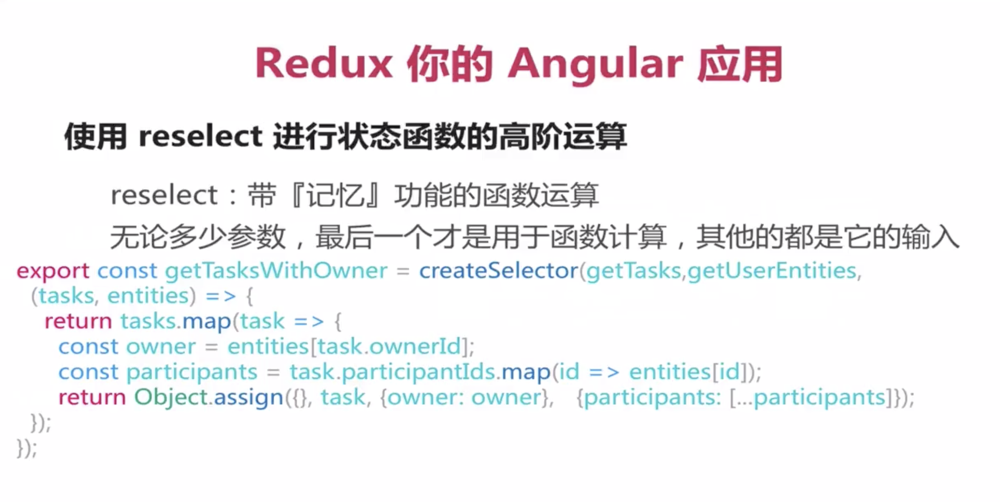 Redux 你的 Angular 应用
使用 reselect 进行状态函数的高阶运算
reselect：带『记忆』功能的函数运算
无论多少参数，最后一个才是用于函数计算，其他的都是它的输入
export const getTasksWithOwner = createSelector(getTasks,getUserEntities,
(tasks, entities) => {
return tasks.map(task => {
const owner = entities[task.ownerId];
const participants = task.participantIds.map(id => entities[id]);
return Object.assign({}, task, {owner: owner}, {participants: [...participants]});
});
});